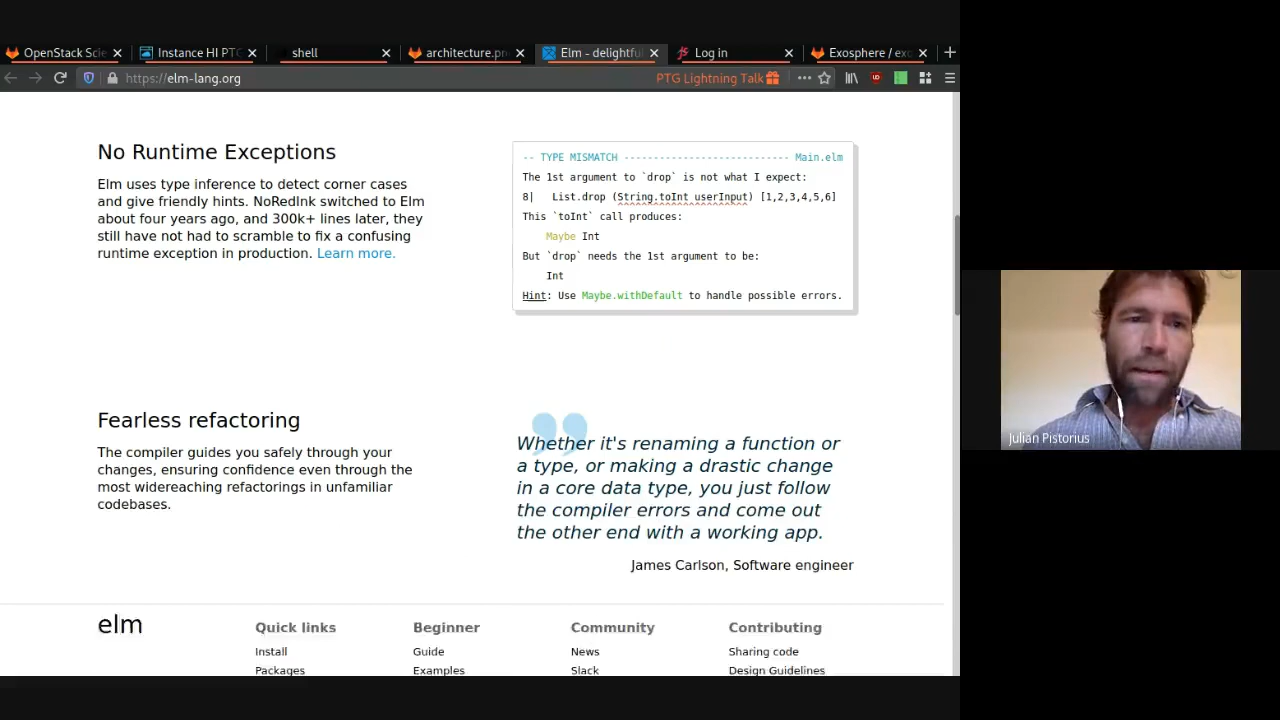 OpenStack Scie
Instance HI PTG
shell
architecture.pn
Elm - delightful
Log in
Exosphere / exo
https://elm-lang.org
PTG Lightning Talk
No Runtime Exceptions
Elm uses type inference to detect corner cases
and give friendly hints. NoRedInk switched to Elm
about four years ago, and 300k+ lines later, they
still have not had to scramble to fix a confusing
runtime exception in production. Learn more.
-- TYPE MISMATCH --------------------------- Main.elm
The 1st argument to `drop` is not what I expect:
8|   List.drop (String.toInt userInput) [1,2,3,4,5,6]
This `toInt` call produces:
Maybe Int
But `drop` needs the 1st argument to be:
Int
Hint: Use Maybe.withDefault to handle possible errors.
Fearless refactoring
The compiler guides you safely through your
changes, ensuring confidence even through the
most widereaching refactorings in unfamiliar
codebases.
Whether it's renaming a function or
a type, or making a drastic change
in a core data type, you just follow
the compiler errors and come out
the other end with a working app.
James Carlson, Software engineer
Julian Pistorius
elm
Quick links
Install
Packages
Beginner
Guide
Examples
Community
News
Slack
Contributing
Sharing code
Design Guidelines